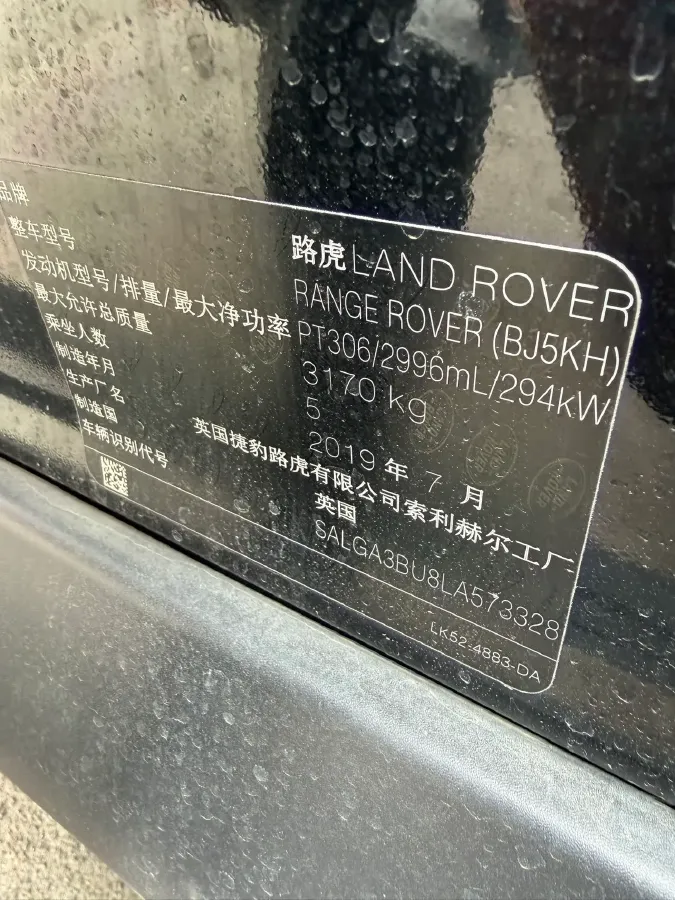 品牌 路虎LAND ROVER
整车型号 RANGE ROVER (BJ5KH)
发动机型号/排量/最大净功率 PT306/2996mL/294kW
最大允许总质量 3170 kg
乘坐人数 5
制造年月 2019 年 7 月
生产厂名 英国捷豹路虎有限公司索利赫尔工厂
制造国 英国
车辆识别代号 SALGA3BU8LA573328
LK52-4883-DA